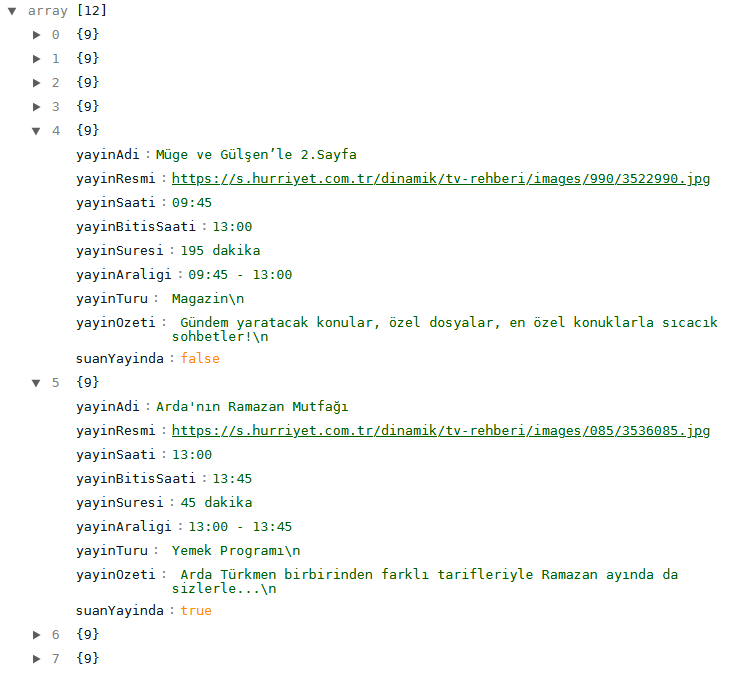 array [12]
0 {9}
1 {9}
2 {9}
3 {9}
4 {9}
yayinAdi : Müge ve Gülşen’le 2.Sayfa
yayinResmi : https://s.hurriyet.com.tr/dinamik/tv-rehberi/images/990/3522990.jpg
yayinSaati : 09:45
yayinBitisSaati : 13:00
yayinSuresi : 195 dakika
yayinAraligi : 09:45 - 13:00
yayinTuru : Magazin\n
yayinOzeti : Gündem yaratacak konular, özel dosyalar, en özel konuklarla sıcacık
sohbetler!\n
suanYayinda : false
5 {9}
yayinAdi : Arda'nın Ramazan Mutfağı
yayinResmi : https://s.hurriyet.com.tr/dinamik/tv-rehberi/images/085/3536085.jpg
yayinSaati : 13:00
yayinBitisSaati : 13:45
yayinSuresi : 45 dakika
yayinAraligi : 13:00 - 13:45
yayinTuru : Yemek Programı\n
yayinOzeti : Arda Türkmen birbirinden farklı tarifleriyle Ramazan ayında da
sizlerle...\n
suanYayinda : true
6 {9}
7 {9}